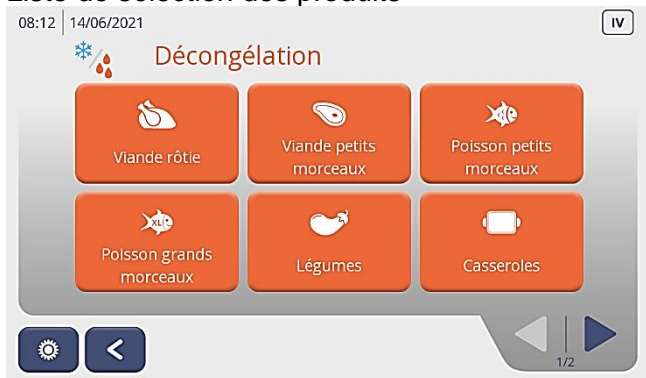 Liste de sélection des produits
08:12 14/06/2021 IV
Décongélation
Viande rôtie
Viande petits
morceaux
Poisson petits
morceaux
XL
Poisson grands
morceaux
Légumes
Casseroles
1/2